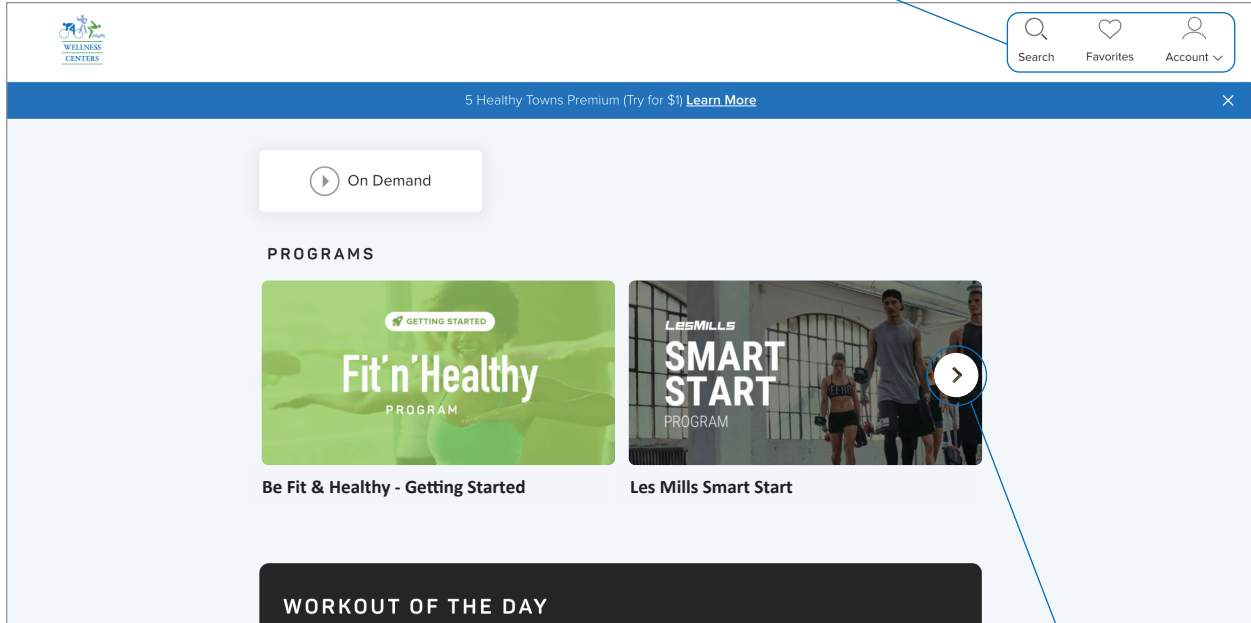 WELLNESS
CENTERS
Search Favorites Account
5 Healthy Towns Premium (Try for $1) Learn More
On Demand
PROGRAMS
GETTING STARTED
Fit'n'Healthy
PROGRAM
LESMILLS
SMART
START
PROGRAM
Be Fit & Healthy - Getting Started
Les Mills Smart Start
WORKOUT OF THE DAY